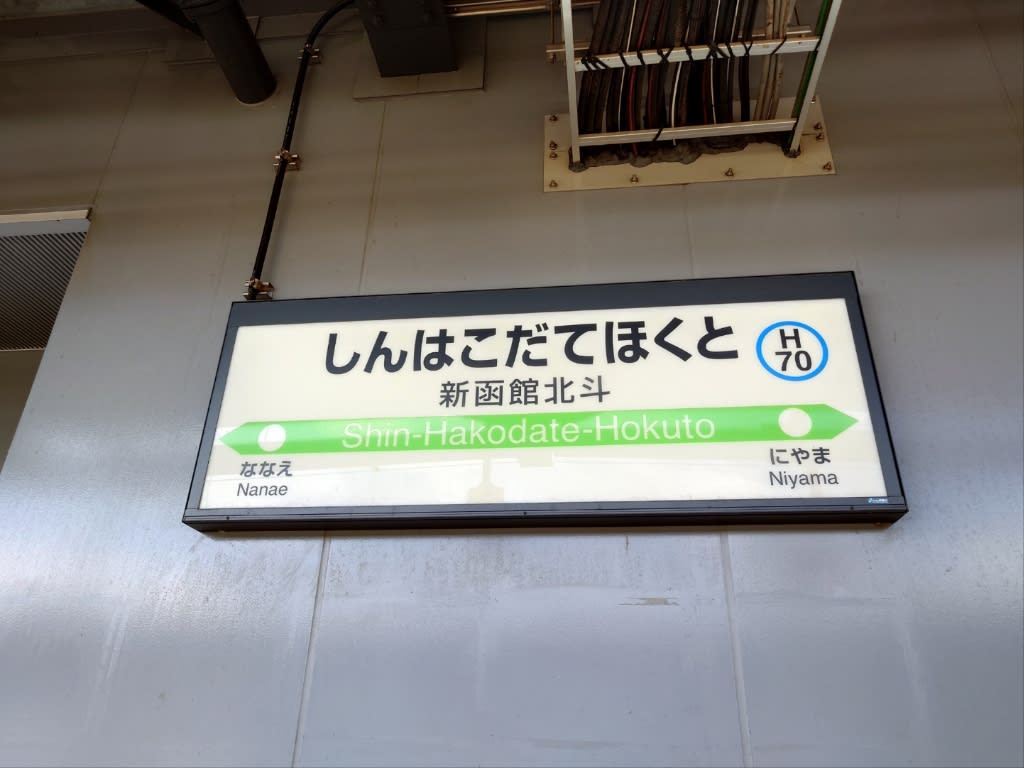 しんはこだてほくと
H
70
新函館北斗
Shin-Hakodate-Hokuto
ななえ
Nanae
にやま
Niyama